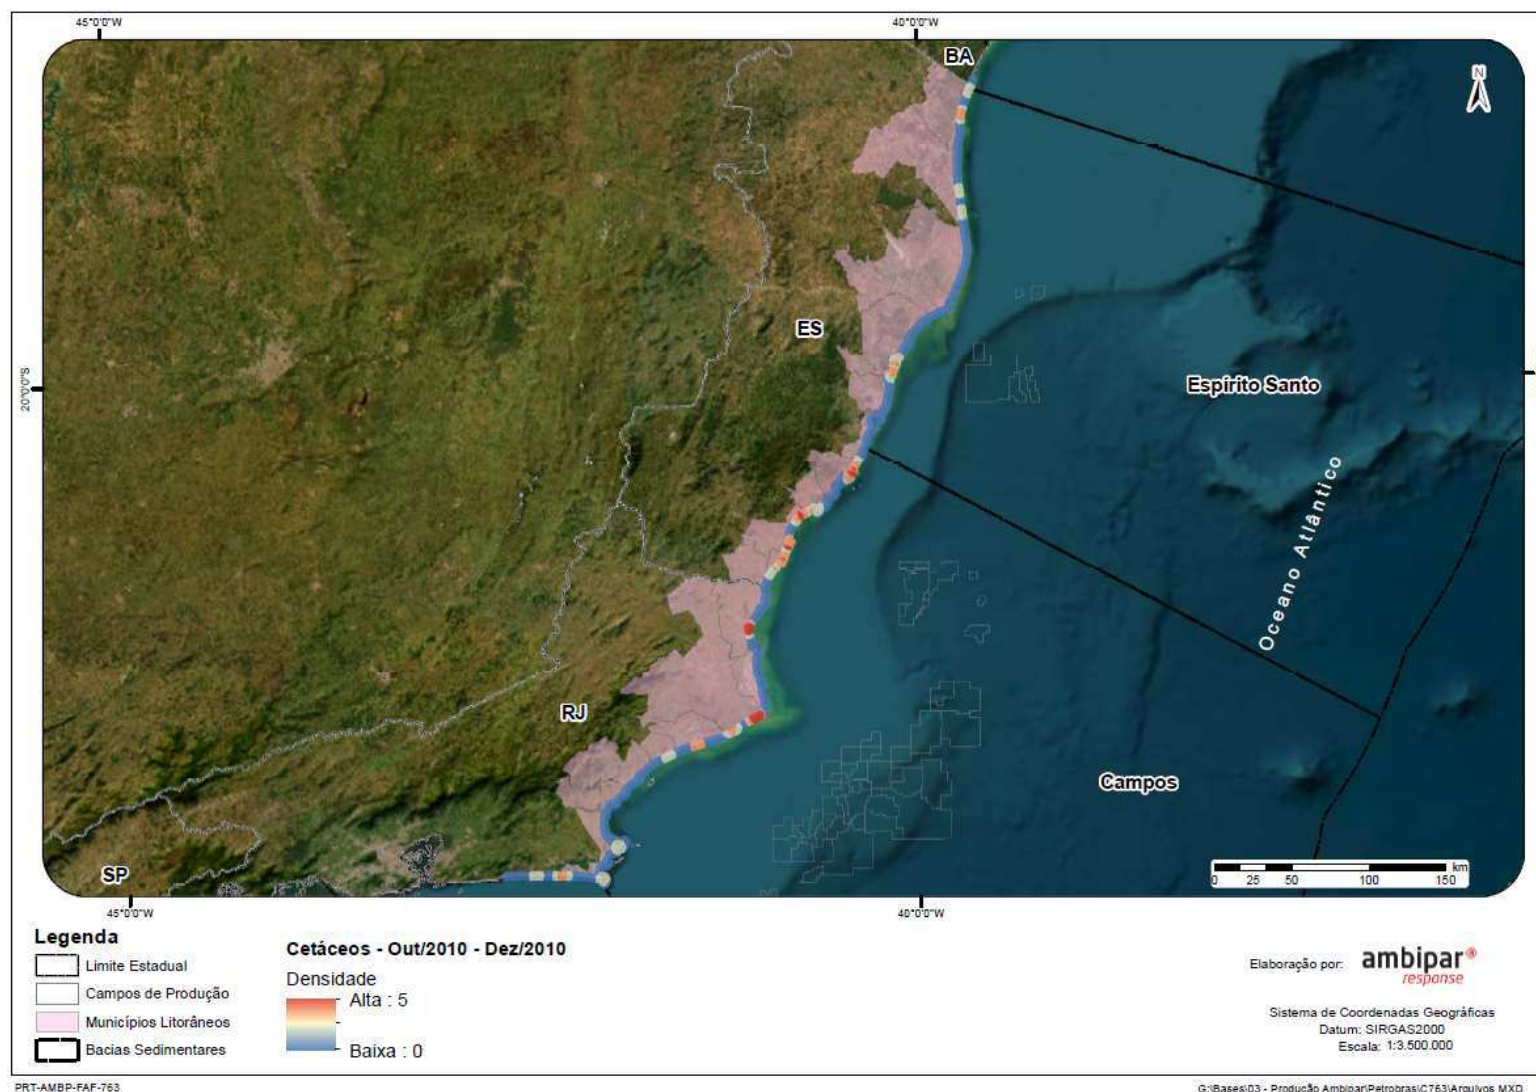 45°0'0"W
40°0'0"W
BA
N
ES
20°0'0"S
Espírito Santo
Oceano Atlântico
RJ
Campos
SP
km
0 25 50 100 150
45°0'0"W
40°0'0"W
Legenda
Limite Estadual
Campos de Produção
Municípios Litorâneos
Bacias Sedimentares
Cetáceos - Out/2010 - Dez/2010
Densidade
Alta : 5
Baixa : 0
Elaboração por:
ambipar
response
Sistema de Coordenadas Geográficas
Datum: SIRGAS2000
Escala: 1:3.500.000
PRT-AMBP-FAF-763
G:\Bases\03 - Produção Ambipar\Petrobras\C763\Arquivos MXD